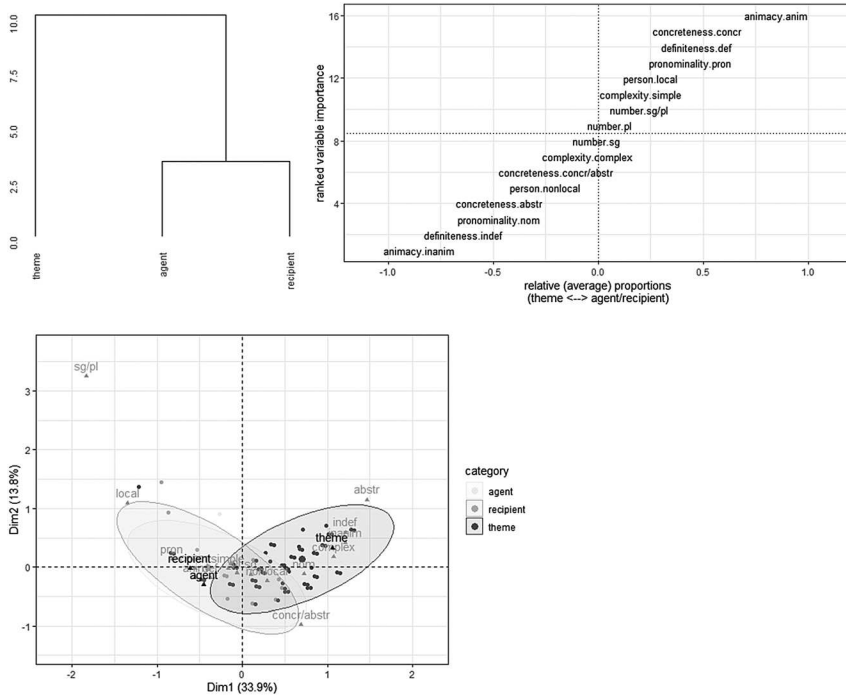 10.0
7.5
5.0
2.5
0.0
theme
agent
recipient
ranked variable importance
16
12
8
4
animacy.anim
concreteness.concr
definiteness.def
pronominality.pron
person.local
complexity.simple
number.sg/pl
number.pl
number.sg
complexity.complex
concreteness.concr/abstr
person.nonlocal
concreteness.abstr
pronominality.nom
definiteness.indef
animacy.inanim
-1.0 -0.5 0.0 0.5 1.0
relative (average) proportions
(theme <--> agent/recipient)
Dim2 (13.8%)
3
2
1
0
-1
sg/pl
local
abstr
indef
theme
complex
pron
recipient
simple
agent
nonlocal
concr/abstr
-2 -1 0 1 2
Dim1 (33.9%)
category
agent
recipient
theme